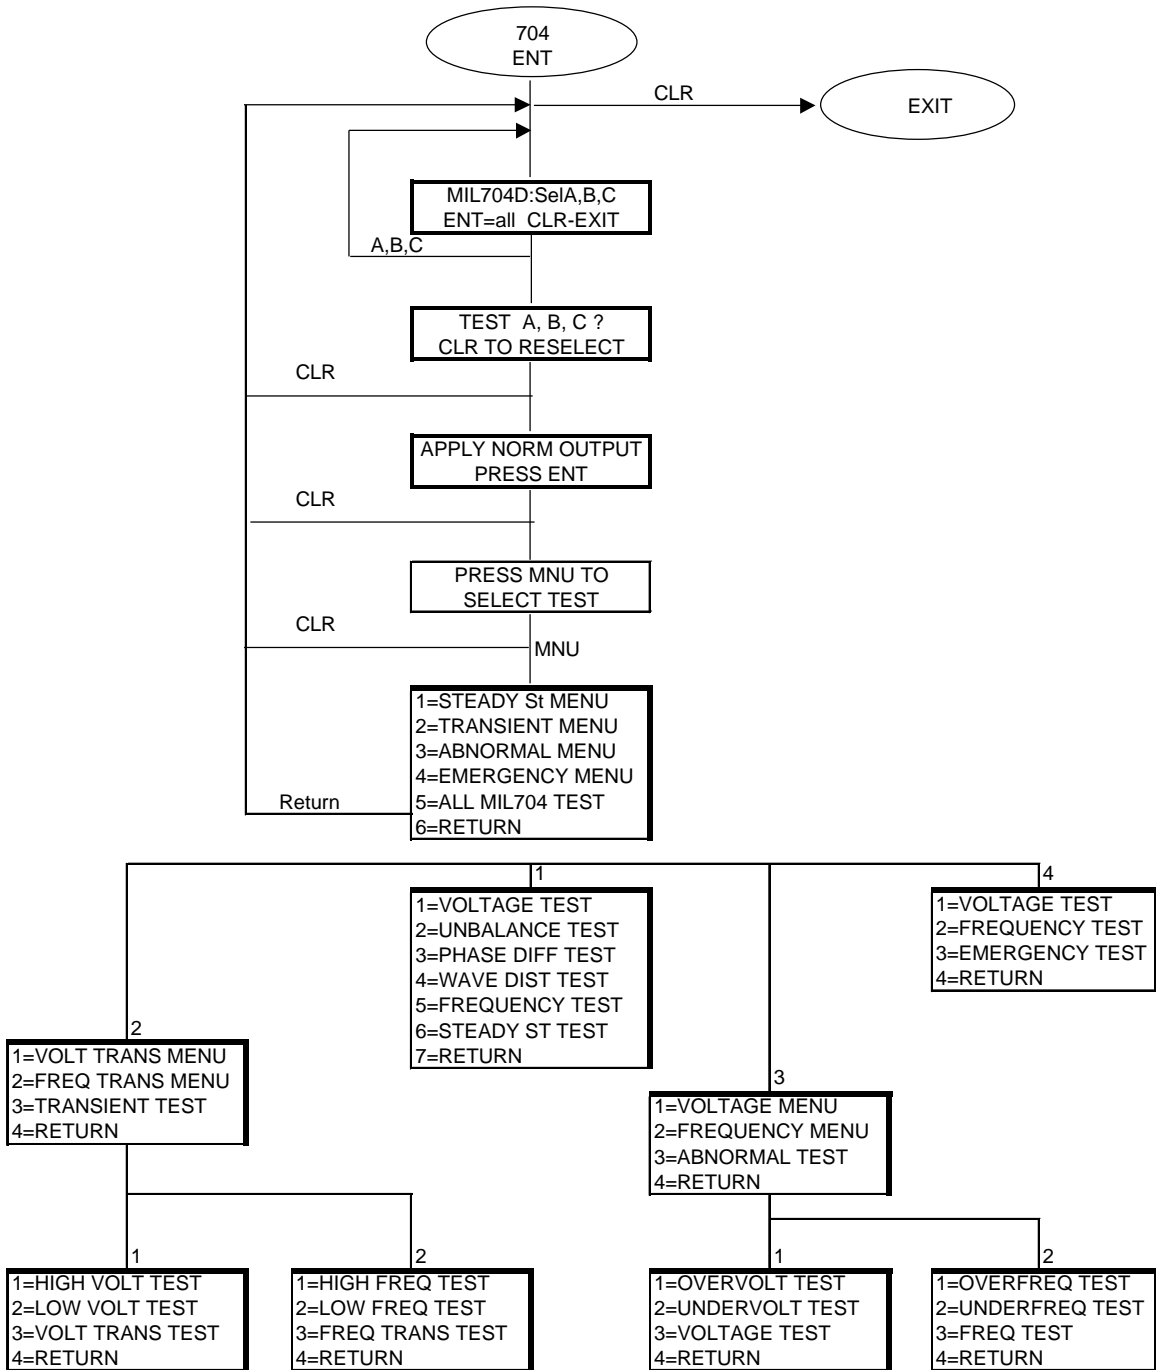 704
ENT
CLR
EXIT
MIL704D:SelA,B,C
ENT=all CLR-EXIT
A,B,C
TEST A, B, C ?
CLR TO RESELECT
CLR
APPLY NORM OUTPUT
PRESS ENT
CLR
PRESS MNU TO
SELECT TEST
CLR
MNU
1=STEADY St MENU
2=TRANSIENT MENU
3=ABNORMAL MENU
4=EMERGENCY MENU
5=ALL MIL704 TEST
6=RETURN
Return
1
1=VOLTAGE TEST
2=UNBALANCE TEST
3=PHASE DIFF TEST
4=WAVE DIST TEST
5=FREQUENCY TEST
6=STEADY ST TEST
7=RETURN
4
1=VOLTAGE TEST
2=FREQUENCY TEST
3=EMERGENCY TEST
4=RETURN
2
1=VOLT TRANS MENU
2=FREQ TRANS MENU
3=TRANSIENT TEST
4=RETURN
3
1=VOLTAGE MENU
2=FREQUENCY MENU
3=ABNORMAL TEST
4=RETURN
1
1=HIGH VOLT TEST
2=LOW VOLT TEST
3=VOLT TRANS TEST
4=RETURN
2
1=HIGH FREQ TEST
2=LOW FREQ TEST
3=FREQ TRANS TEST
4=RETURN
1
1=OVERVOLT TEST
2=UNDERVOLT TEST
3=VOLTAGE TEST
4=RETURN
2
1=OVERFREQ TEST
2=UNDERFREQ TEST
3=FREQ TEST
4=RETURN